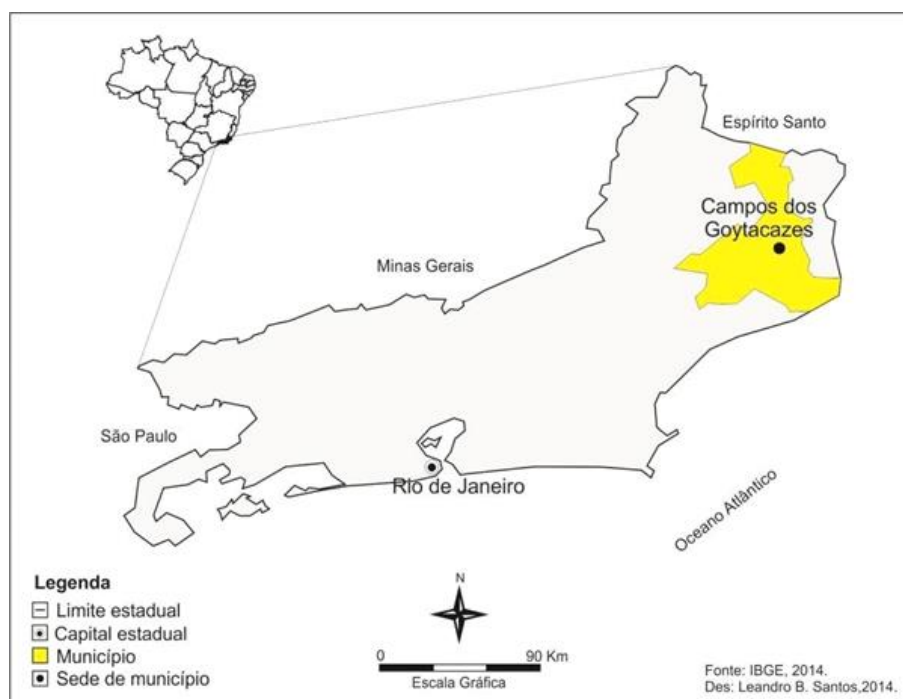 Espírito Santo
Campos dos
Goytacazes
Minas Gerais
São Paulo
Rio de Janeiro
Oceano Atlântico
Legenda
Limite estadual
Capital estadual
Município
Sede de município
N
0 90 Km
Escala Gráfica
Fonte: IBGE, 2014.
Des: Leandro B. Santos,2014.